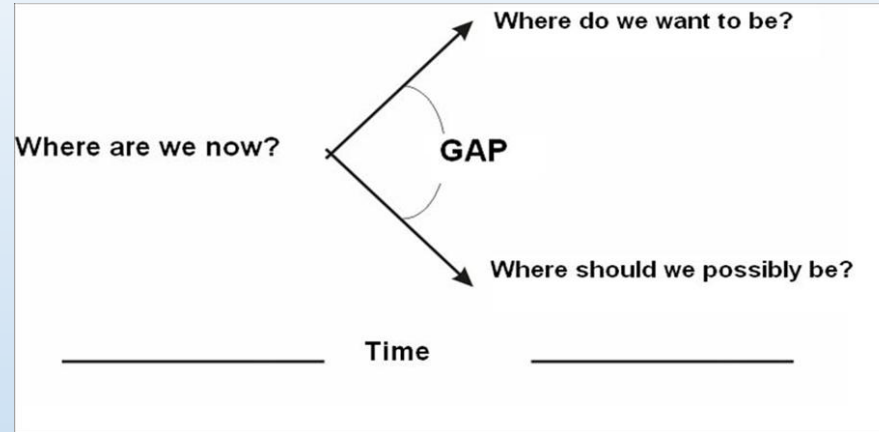 Where do we want to be?
Where are we now?
GAP
Where should we possibly be?
Time